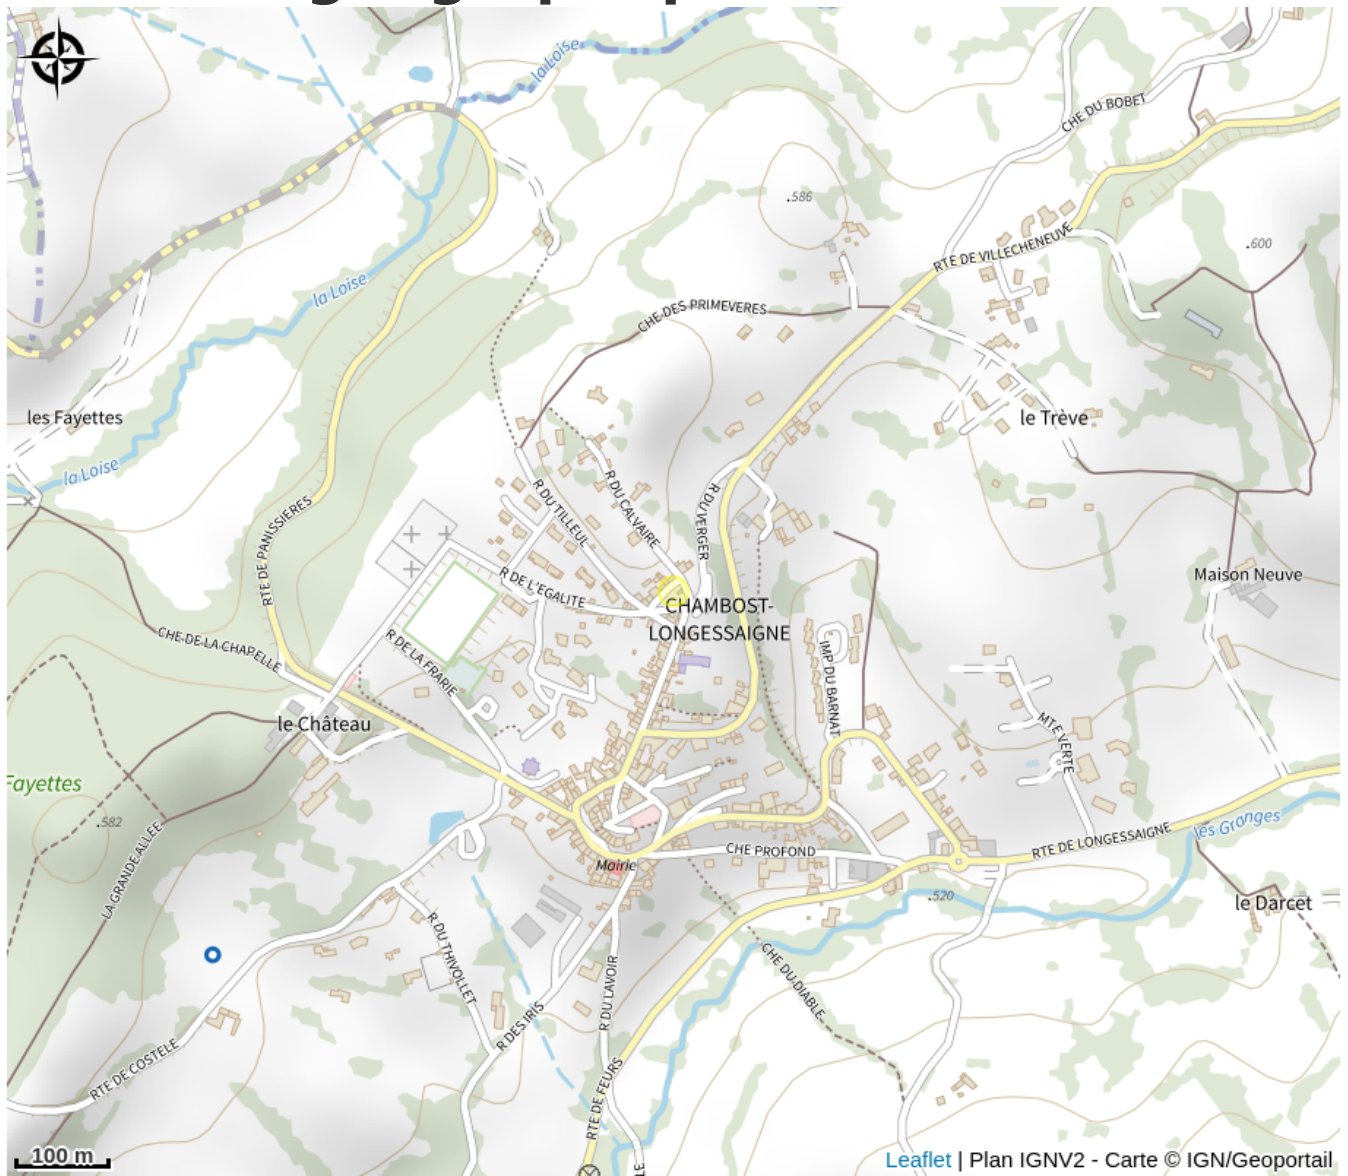 la Loise
CHE DU BOBET
.586
RTE DE VILLECHENEUVE
.600
la Loise
CHE DES PRIMEVERES
les Fayettes
le Trève
la Loise
R DU TILLEUL
R DU CALVAIRE
R DU VERGER
RTE DE PANISSIÈRES
R DE L'EGALITE
Maison Neuve
CHAMBOST-
LONGESSAIGNE
CHE DE LA CHAPELLE
R DE LA FRARIE
IMP DU BARNAT
le Château
MTE VERTE
Fayettes
.582
LA GRANDE ALLÉE
les Granges
RTE DE LONGESSAIGNE
CHE PROFOND
Mairie
.520
le Darcet
R DU THIVOLLET
CHE DU DIABLE
R DU LAVOIR
R DES IRIS
RTE DE COSTELE
RTE DE FEURS
100 m
Leaflet | Plan IGNV2 - Carte © IGN/Geoportail